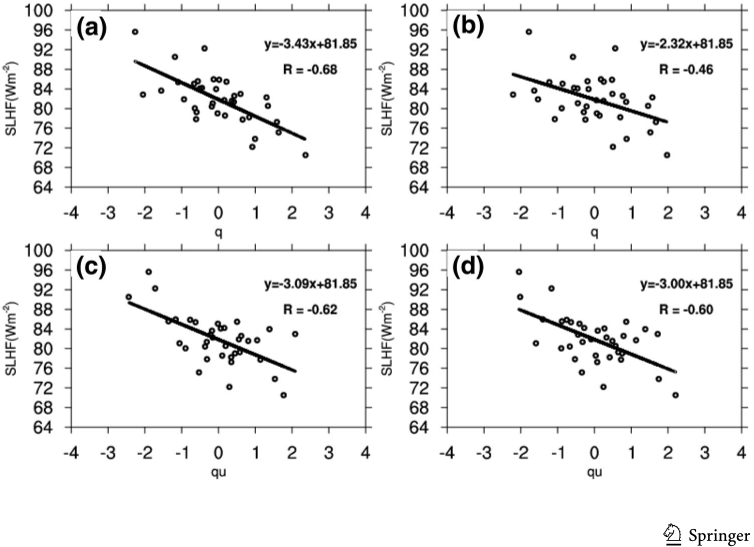 (a)
y=-3.43x+81.85
R = -0.68
SLHF(Wm⁻²)
100
96
92
88
84
80
76
72
68
64
-4 -3 -2 -1 0 1 2 3 4
q
(b)
y=-2.32x+81.85
R = -0.46
SLHF(Wm⁻²)
100
96
92
88
84
80
76
72
68
64
-4 -3 -2 -1 0 1 2 3 4
q
(c)
y=-3.09x+81.85
R = -0.62
SLHF(Wm⁻²)
100
96
92
88
84
80
76
72
68
64
-4 -3 -2 -1 0 1 2 3 4
qu
(d)
y=-3.00x+81.85
R = -0.60
SLHF(Wm⁻²)
100
96
92
88
84
80
76
72
68
64
-4 -3 -2 -1 0 1 2 3 4
qu
Springer